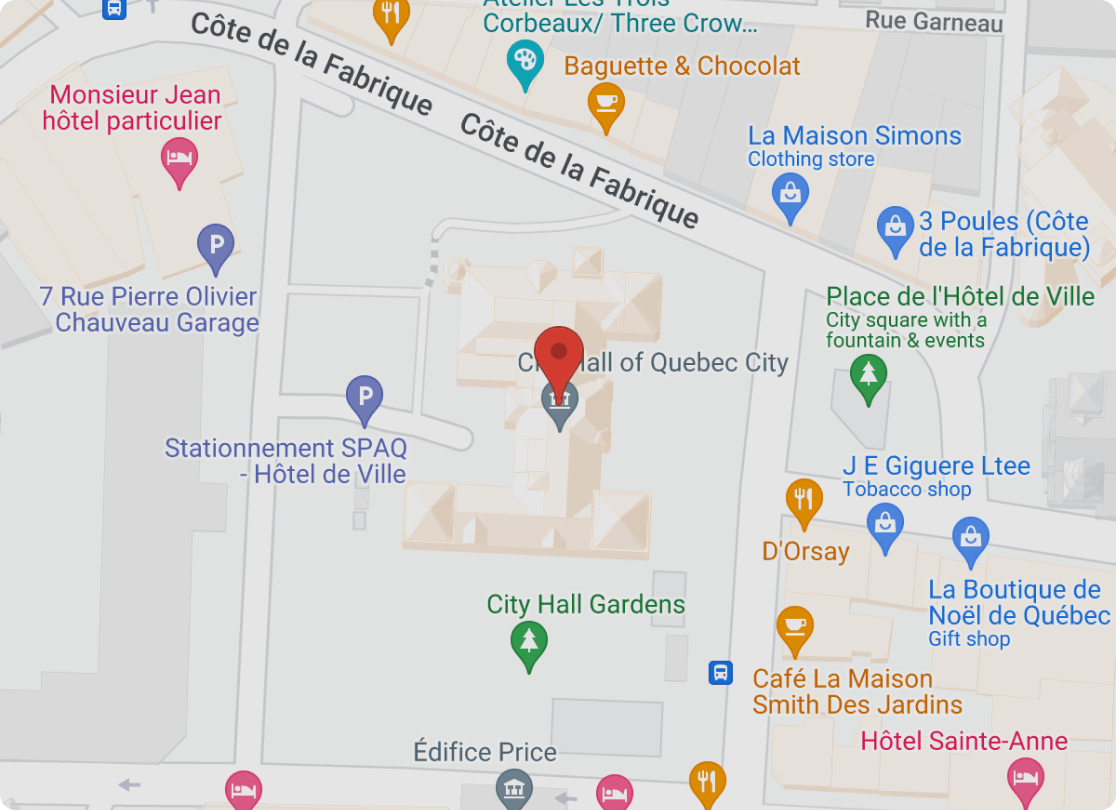 Atelier Les Trois
Corbeaux/ Three Crow...
Rue Garneau
Côte de la Fabrique
Baguette & Chocolat
Monsieur Jean
hôtel particulier
Côte de la Fabrique
La Maison Simons
Clothing store
3 Poules (Côte
de la Fabrique)
P
7 Rue Pierre Olivier
Chauveau Garage
Place de l'Hôtel de Ville
City square with a
fountain & events
City Hall of Quebec City
P
Stationnement SPAQ
- Hôtel de Ville
J E Giguere Ltee
Tobacco shop
D'Orsay
La Boutique de
Noël de Québec
Gift shop
City Hall Gardens
Café La Maison
Smith Des Jardins
Hôtel Sainte-Anne
Édifice Price